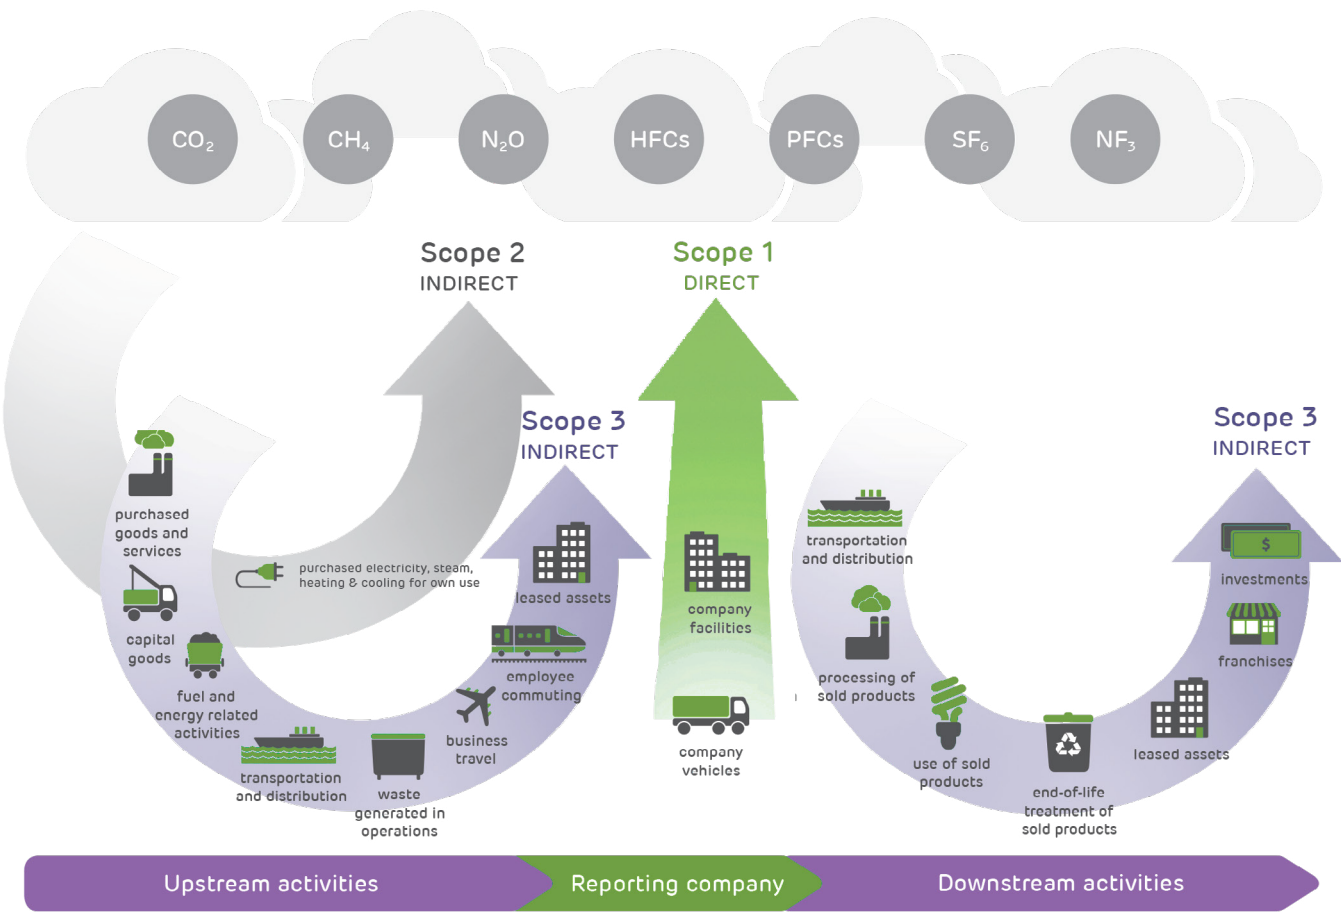 CO₂
CH₄
N₂O
HFCs
PFCs
SF₆
NF₃
Scope 2
INDIRECT
Scope 1
DIRECT
Scope 3
INDIRECT
Scope 3
INDIRECT
purchased
goods and
services
capital
goods
fuel and
energy related
activities
transportation
and distribution
waste
generated in
operations
business
travel
employee
commuting
leased assets
purchased electricity, steam,
heating & cooling for own use
company
facilities
company
vehicles
transportation
and distribution
processing of
sold products
use of sold
products
end-of-life
treatment of
sold products
leased assets
franchises
investments
$
Upstream activities
Reporting company
Downstream activities